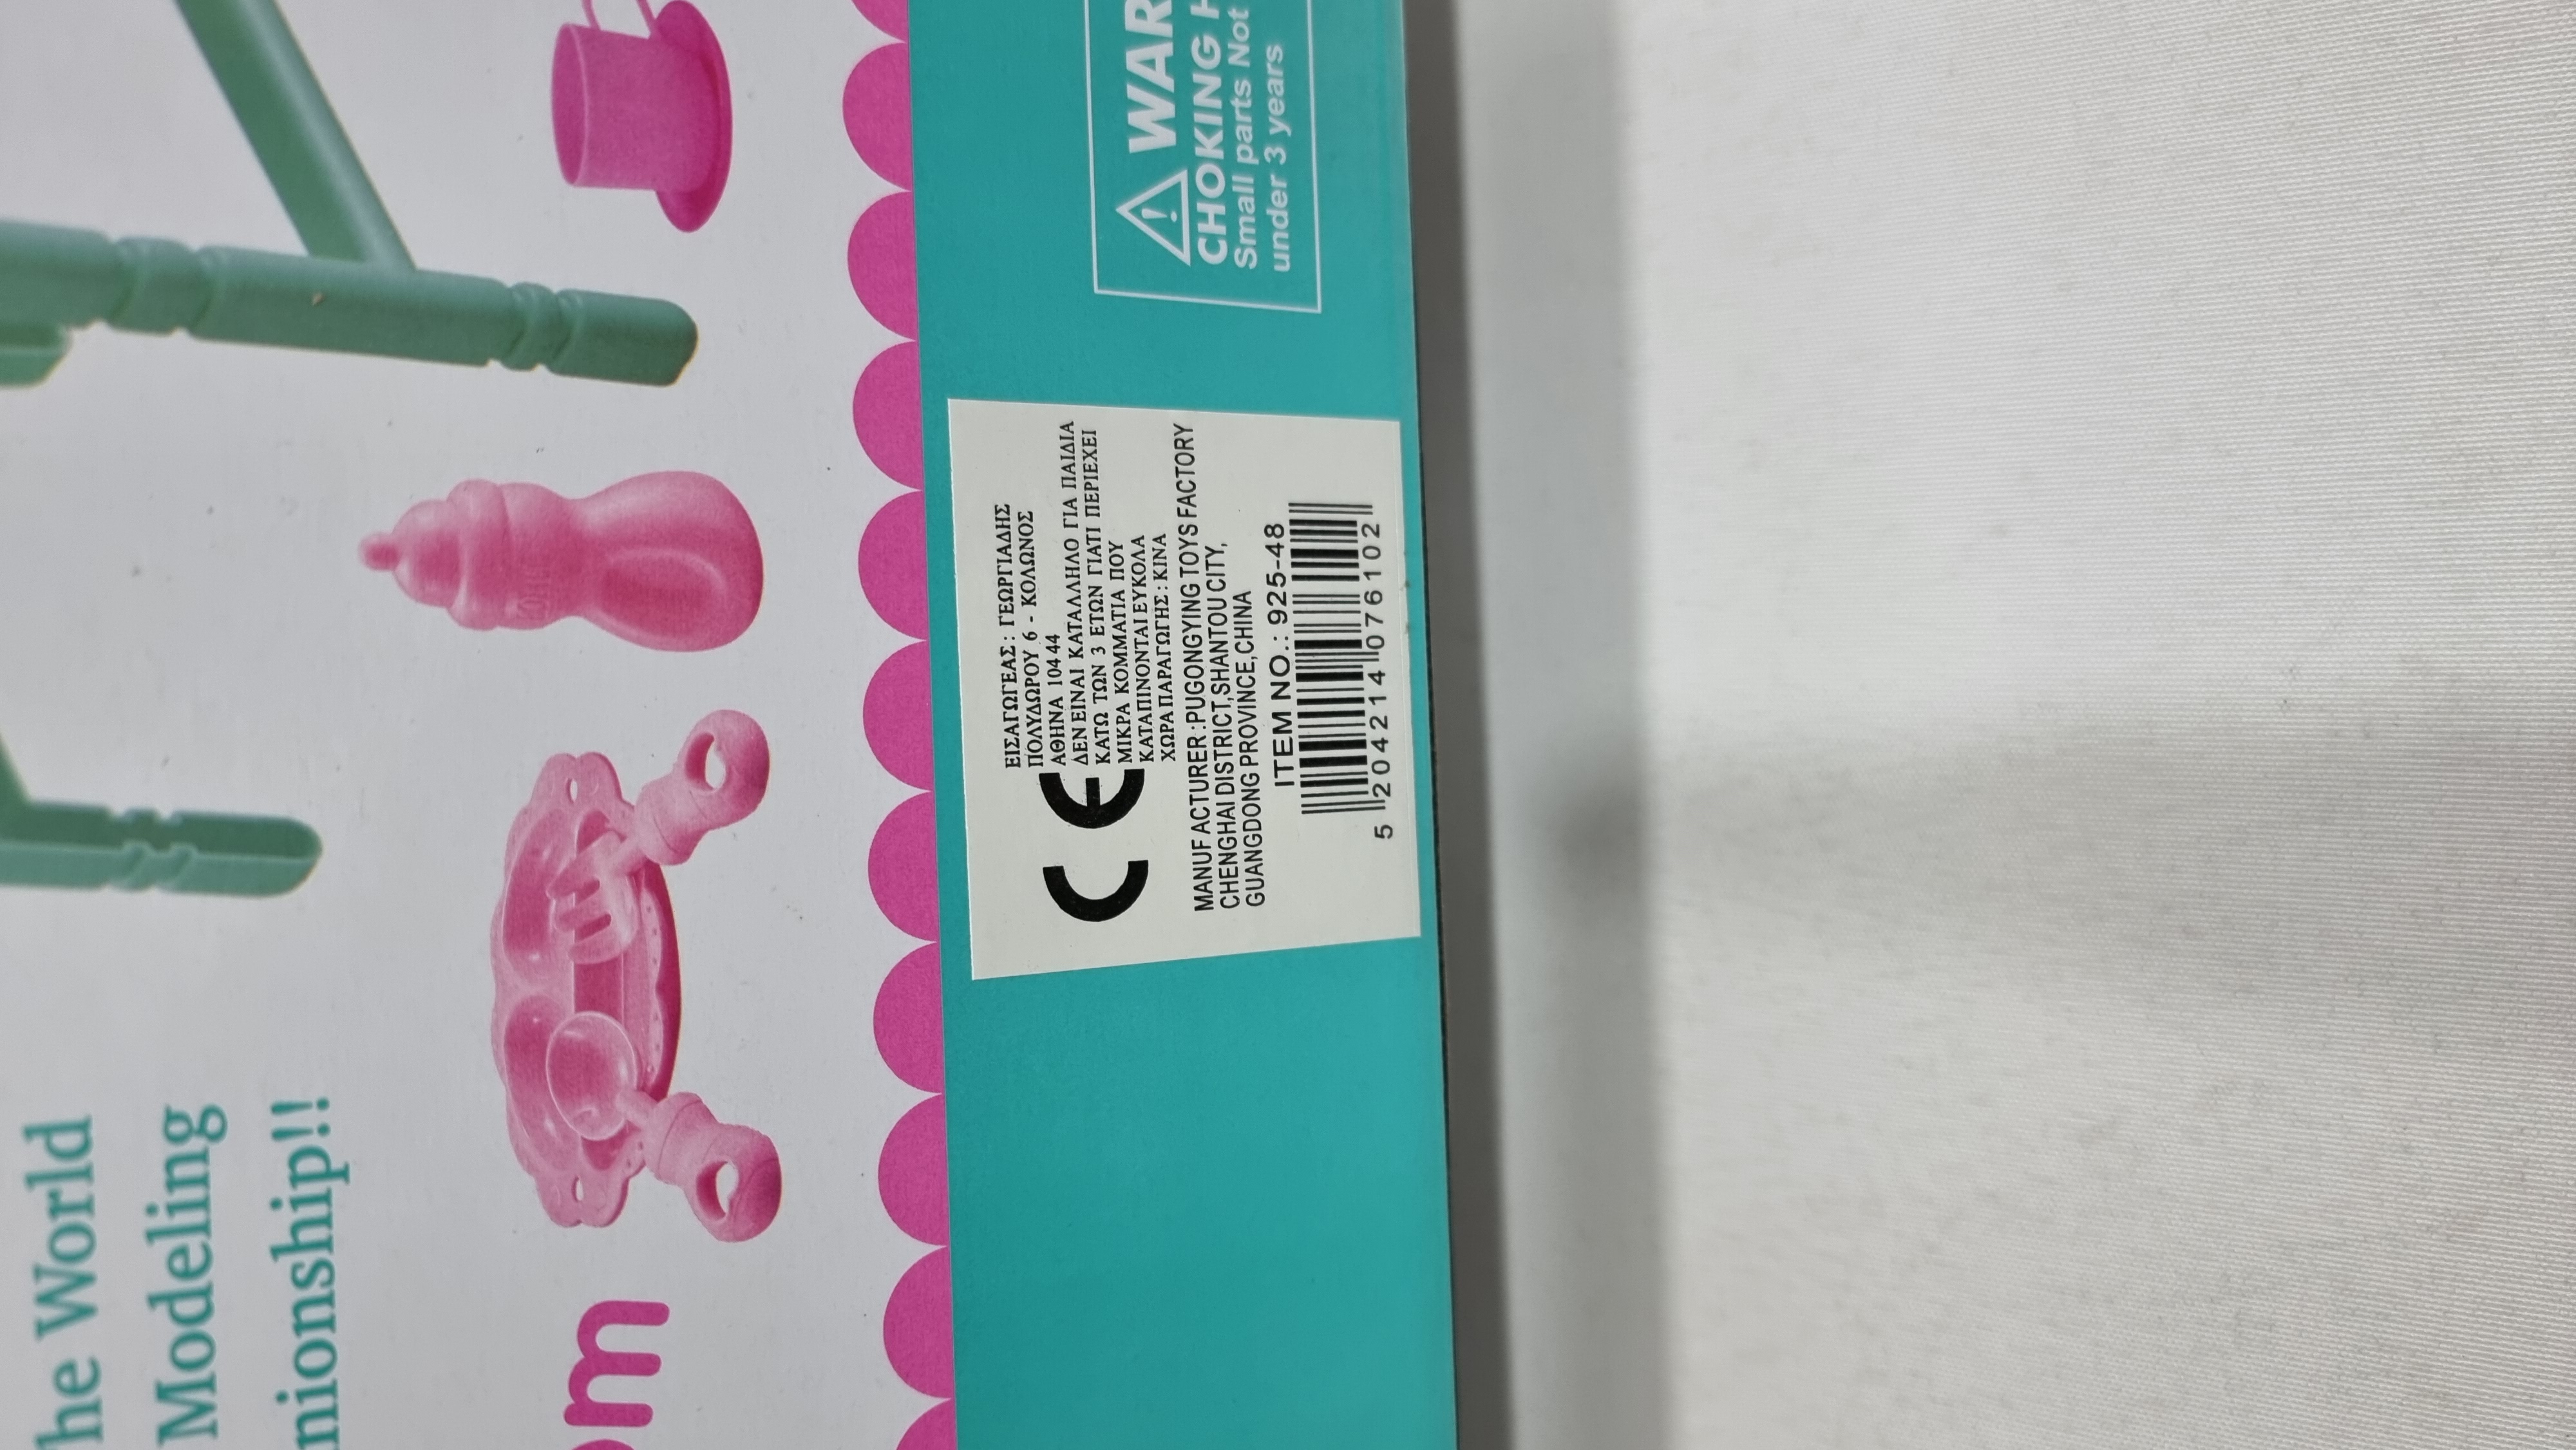 he World
Modeling
nionship!!
om
CE
ΕΙΣΑΓΩΓΕΑΣ: ΓΕΩΡΓΙΑΔΗΣ
ΠΟΛΥΔΩΡΟΥ 6 - ΚΟΛΩΝΟΣ
ΑΘΗΝΑ 10444
ΔΕΝ ΕΙΝΑΙ ΚΑΤΑΛΛΗΛΟ ΓΙΑ ΠΑΙΔΙΑ
ΚΑΤΩ ΤΩΝ 3 ΕΤΩΝ ΓΙΑΤΙ ΠΕΡΙΕΧΕΙ
ΜΙΚΡΑ ΚΟΜΜΑΤΙΑ ΠΟΥ
ΚΑΤΑΠΙΝΟΝΤΑΙ ΕΥΚΟΛΑ
ΧΩΡΑ ΠΑΡΑΓΩΓΗΣ : ΚΙΝΑ
MANUF ACTURER :PUGONGYING TOYS FACTORY
CHENGHAI DISTRICT,SHANTOU CITY,
GUANGDONG PROVINCE,CHINA
ITEM NO.: 925-48
5 204214 076102
WAR
CHOKING H
Small parts Not
under 3 years